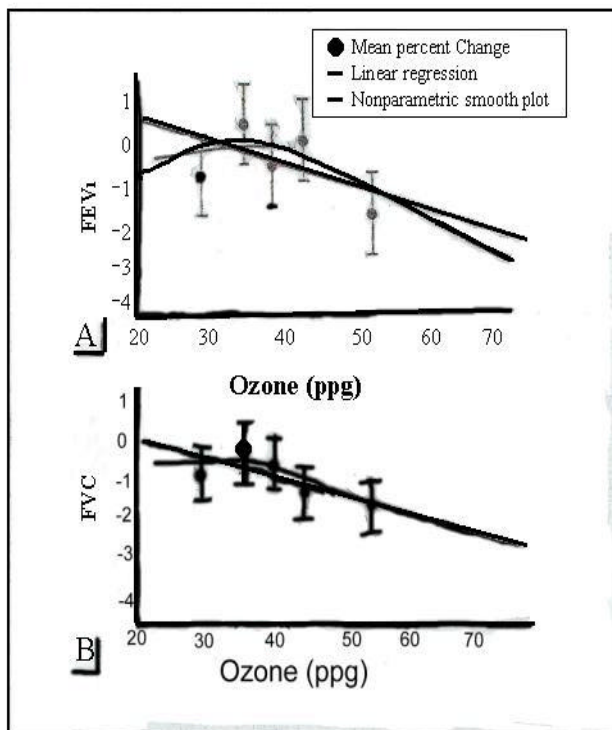 Mean percent Change
Linear regression
Nonparametric smooth plot
1
0
-1
-2
-3
-4
FEV1
A
20 30 40 50 60 70
Ozone (ppg)
1
0
-1
-2
-3
-4
FVC
B
20 30 40 50 60 70
Ozone (ppg)